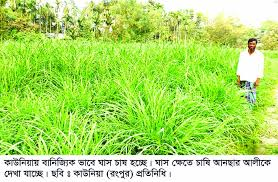 কাউনিয়ায় বানিজ্যিক ভাবে ঘাস চাষ হচ্ছে। ঘাস ক্ষেতে চাষি আনছার আলীকে
দেখা যাচ্ছে। ছবি ঃ কাউনিয়া (রংপুর) প্রতিনিধি।